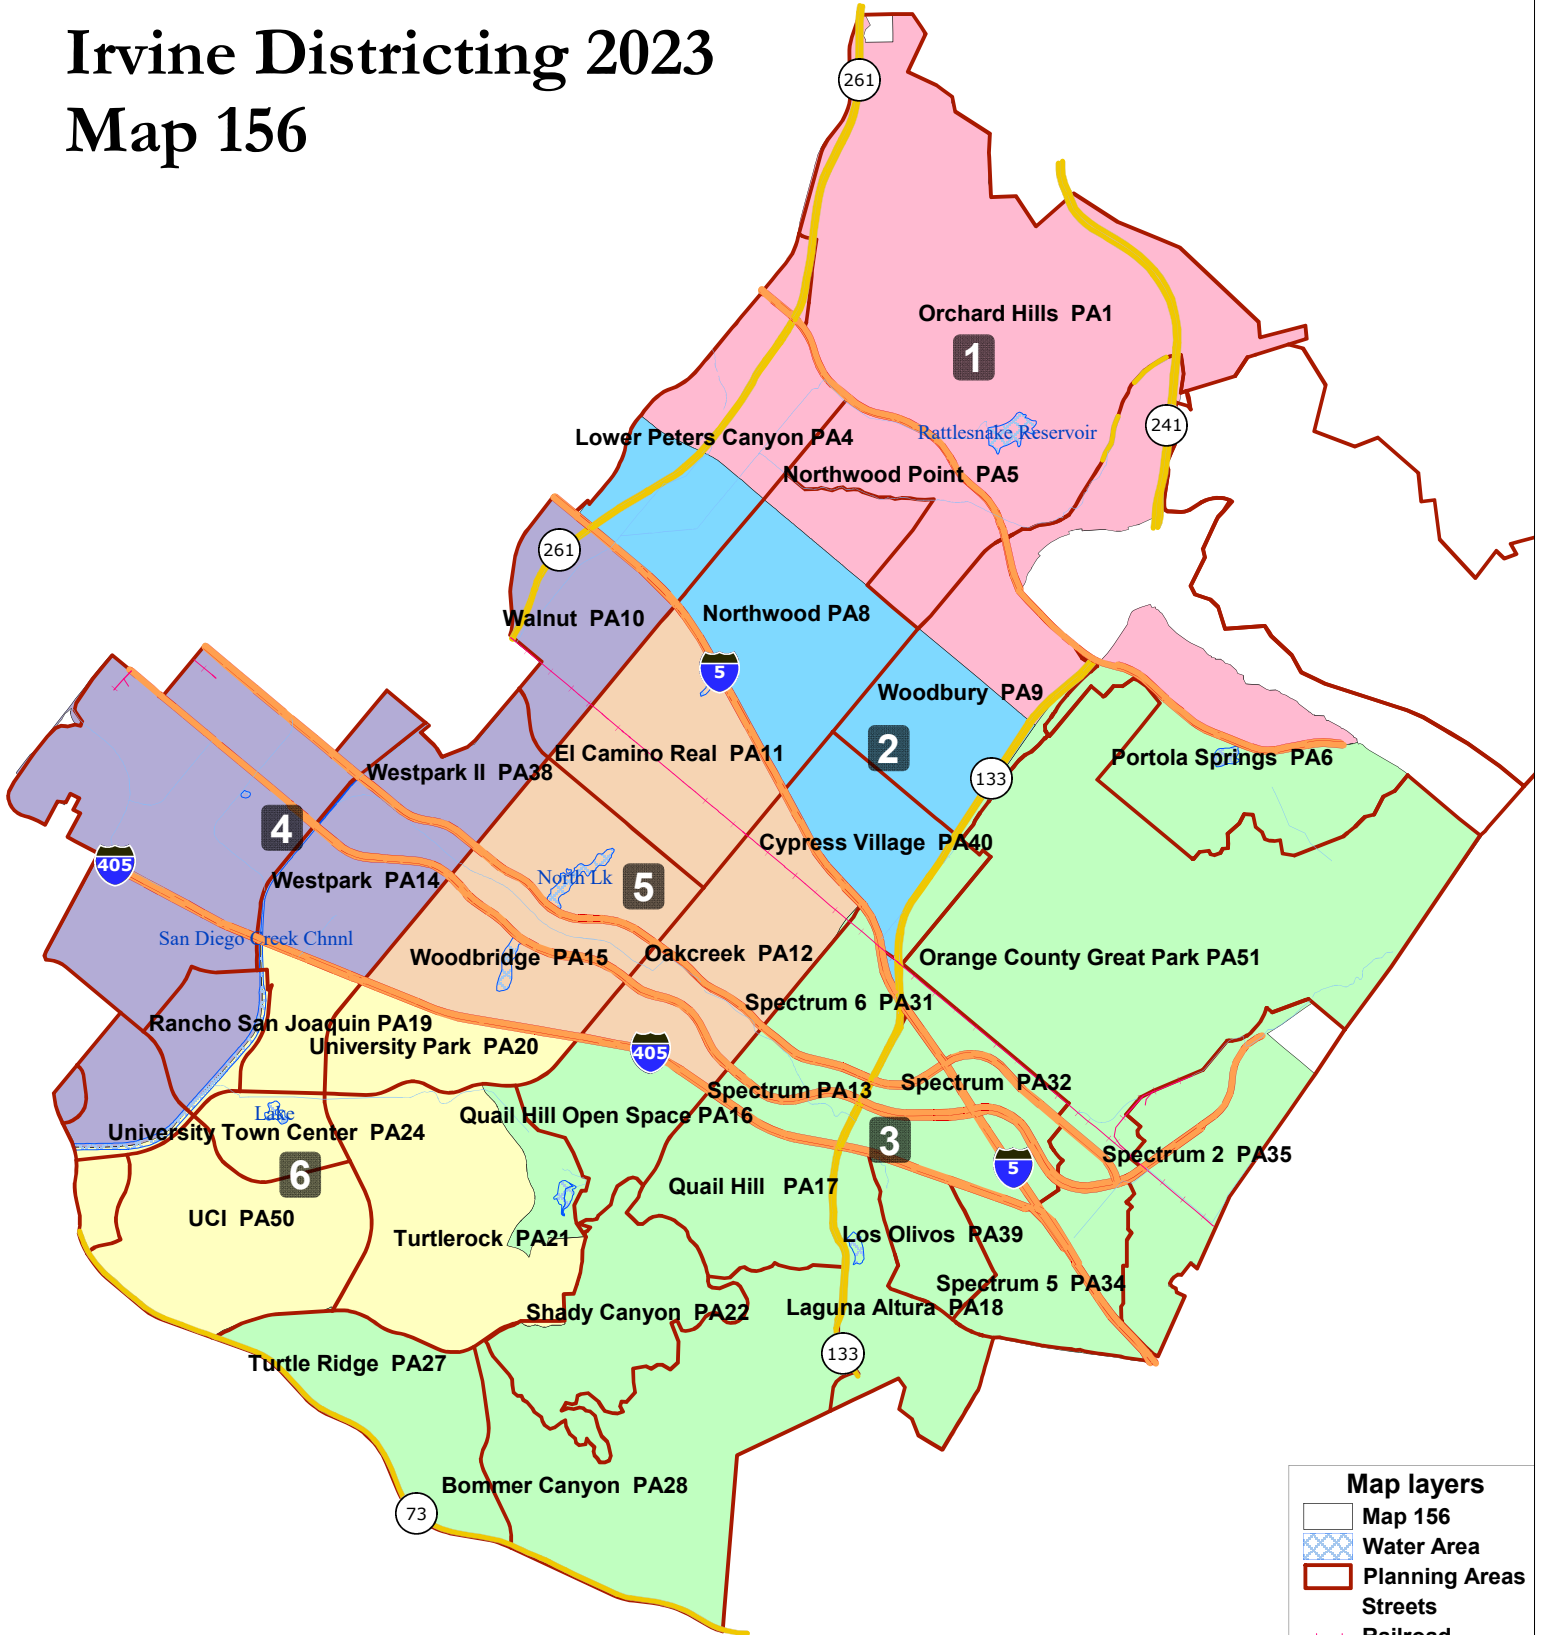 Irvine Districting 2023
Map 156
261
Orchard Hills PA1
1
241
Rattlesnake Reservoir
Lower Peters Canyon PA4
Northwood Point PA5
261
Walnut PA10
Northwood PA8
5
Woodbury PA9
2
El Camino Real PA11
Portola Springs PA6
Westpark II PA38
133
4
Cypress Village PA40
405
Westpark PA14
North Lk
5
San Diego Creek Chnnl
Woodbridge PA15
Oakcreek PA12
Orange County Great Park PA51
Spectrum 6 PA31
Rancho San Joaquin PA19
University Park PA20
405
Spectrum PA13
Spectrum PA32
Lake
Quail Hill Open Space PA16
University Town Center PA24
3
Spectrum 2 PA35
6
5
Quail Hill PA17
UCI PA50
Turtlerock PA21
Los Olivos PA39
Spectrum 5 PA34
Shady Canyon PA22
Laguna Altura PA18
133
Turtle Ridge PA27
Bommer Canyon PA28
73
Map layers
Map 156
Water Area
Planning Areas
Streets
Railroad